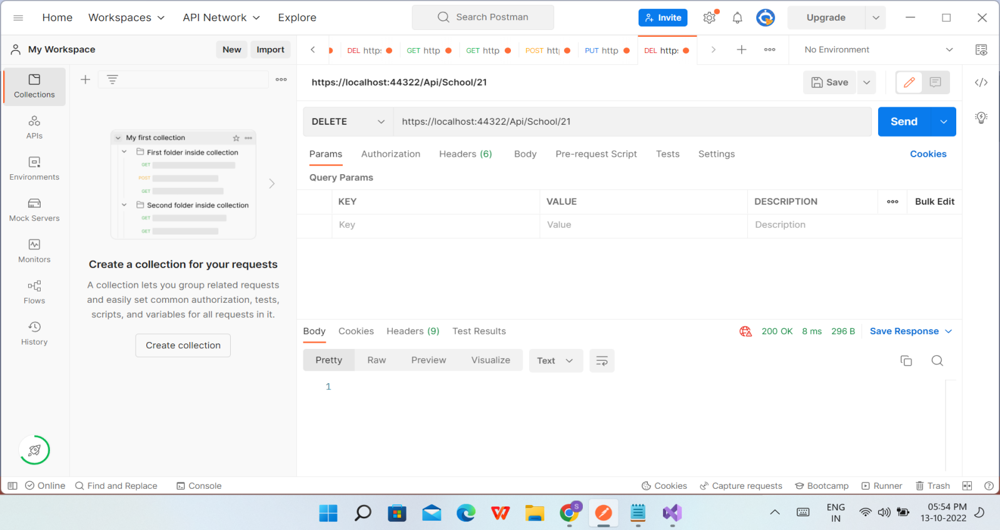 Home Workspaces API Network Explore Search Postman Invite Upgrade
My Workspace New Import DEL https GET http GET http POST http PUT http DEL https: No Environment
Collections
https://localhost:44322/Api/School/21 Save
APIs
DELETE https://localhost:44322/Api/School/21 Send
My first collection
First folder inside collection
GET
POST
GET
Second folder inside collection
GET
GET
Params Authorization Headers (6) Body Pre-request Script Tests Settings Cookies
Environments
Query Params
KEY VALUE DESCRIPTION Bulk Edit
Mock Servers
Key Value Description
Monitors
Create a collection for your requests
A collection lets you group related requests
and easily set common authorization, tests,
scripts, and variables for all requests in it.
Flows
History
Create collection
Body Cookies Headers (9) Test Results 200 OK 8 ms 296 B Save Response
Pretty Raw Preview Visualize Text
1
Online Find and Replace Console Cookies Capture requests Bootcamp Runner Trash
S
ENG
IN
05:54 PM
13-10-2022